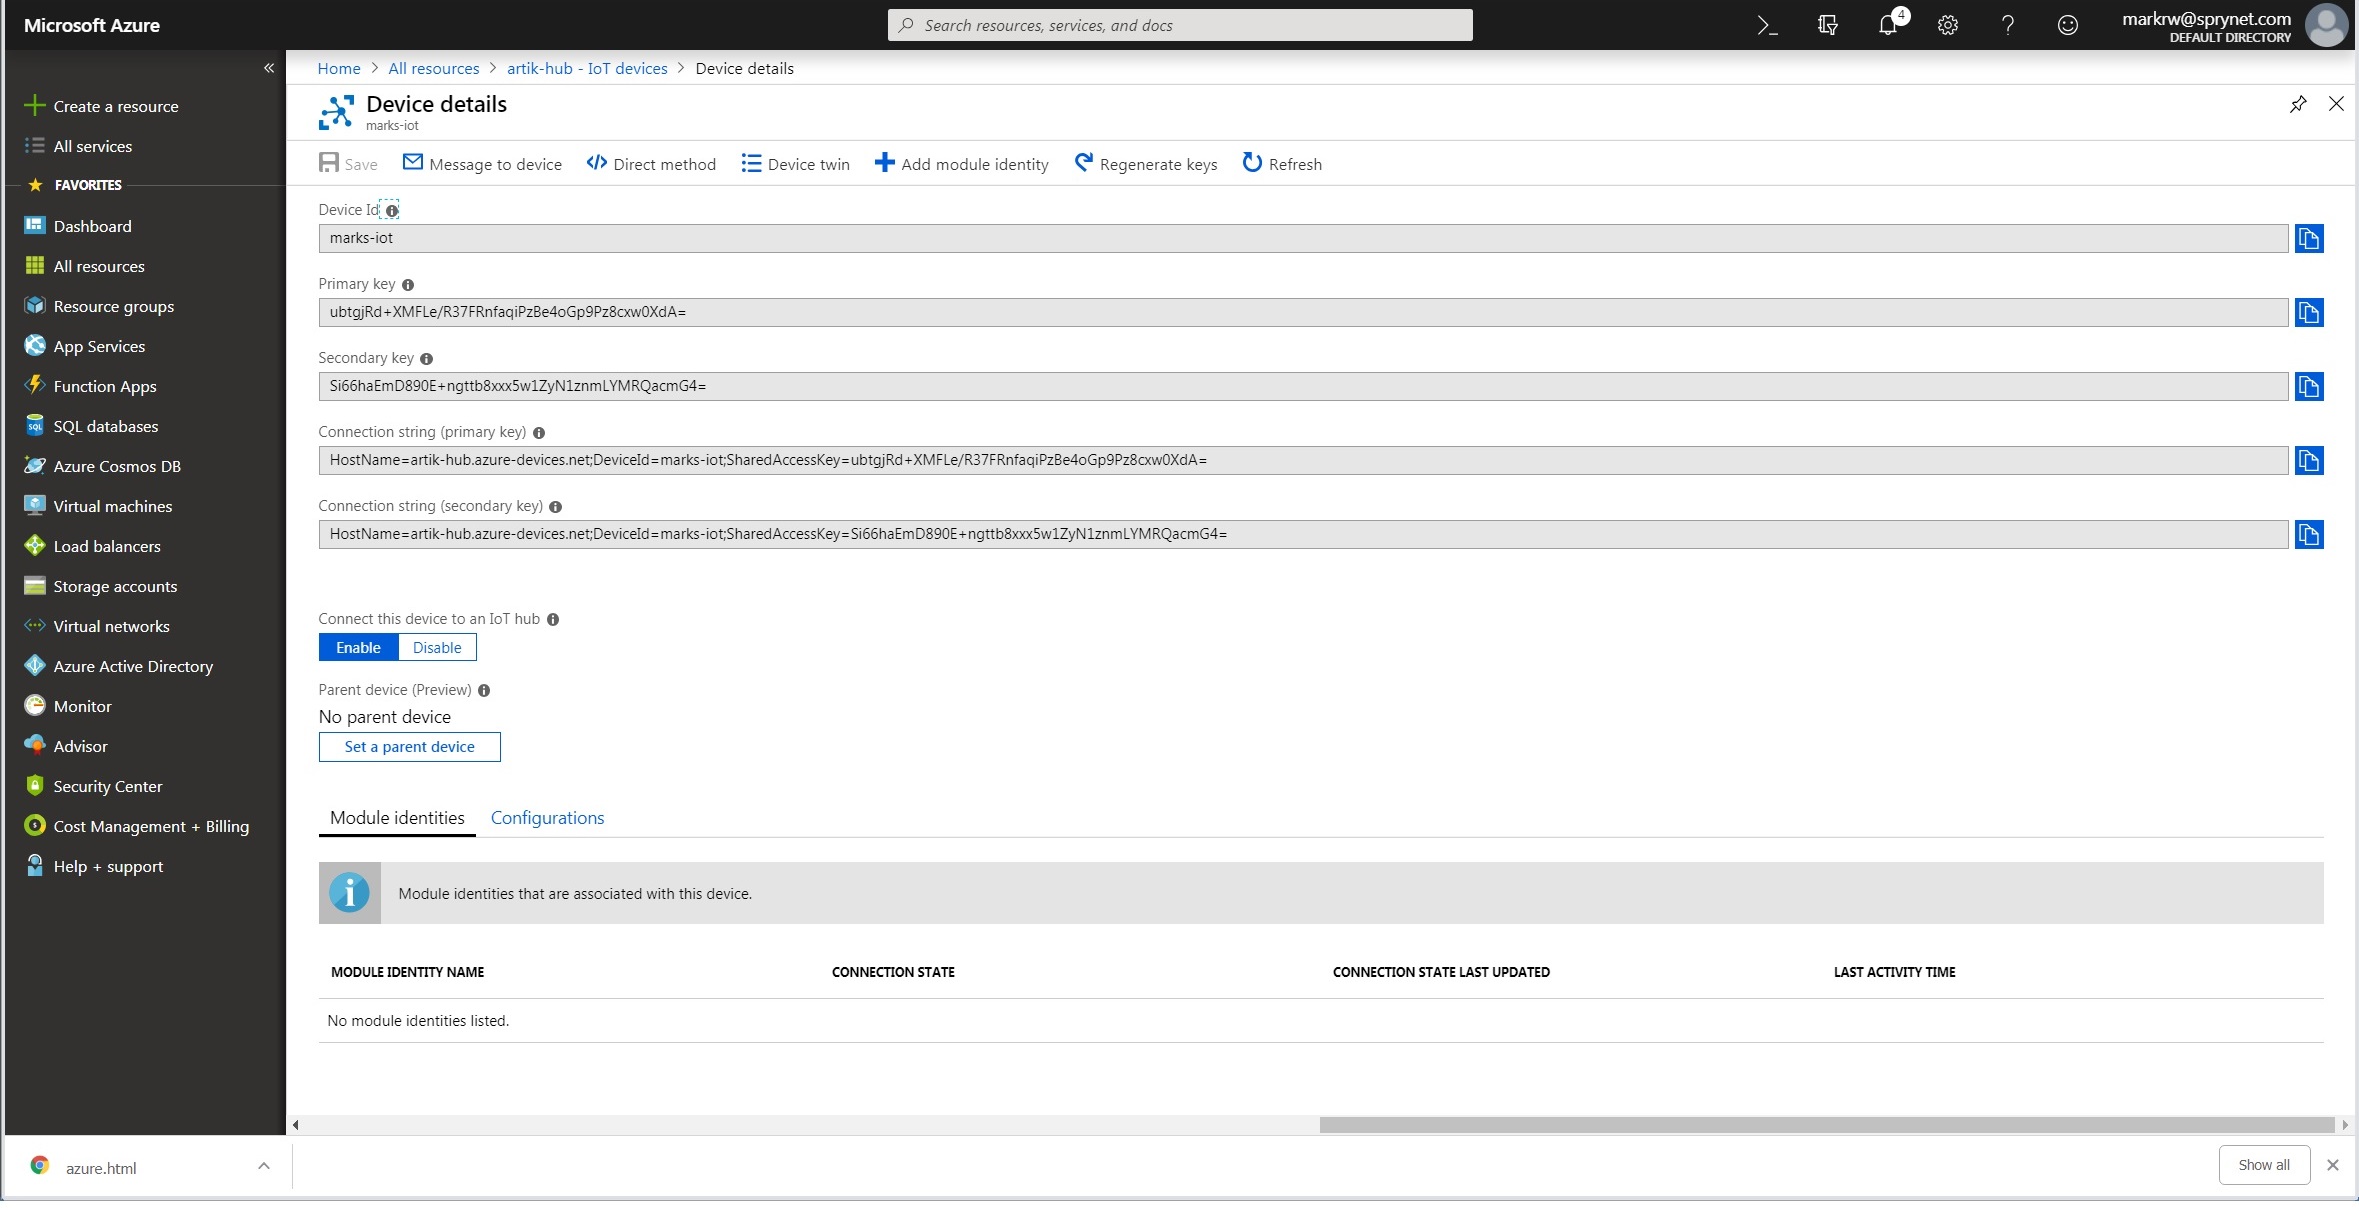 Microsoft Azure
Search resources, services, and docs
4
markrw@sprynet.com
DEFAULT DIRECTORY
«
Create a resource
All services
FAVORITES
Dashboard
All resources
Resource groups
App Services
Function Apps
SQL databases
Azure Cosmos DB
Virtual machines
Load balancers
Storage accounts
Virtual networks
Azure Active Directory
Monitor
Advisor
Security Center
Cost Management + Billing
Help + support
Home > All resources > artik-hub - IoT devices > Device details
Device details
marks-iot
Save Message to device Direct method Device twin Add module identity Regenerate keys Refresh
Device Id
marks-iot
Primary key
ubtgjRd+XMFLe/R37FRnfaqiPzBe4oGp9Pz8cxw0XdA=
Secondary key
Si66haEmD890E+ngttb8xxx5w1ZyN1znmLYMRQacmG4=
Connection string (primary key)
HostName=artik-hub.azure-devices.net;DeviceId=marks-iot;SharedAccessKey=ubtgjRd+XMFLe/R37FRnfaqiPzBe4oGp9Pz8cxw0XdA=
Connection string (secondary key)
HostName=artik-hub.azure-devices.net;DeviceId=marks-iot;SharedAccessKey=Si66haEmD890E+ngttb8xxx5w1ZyN1znmLYMRQacmG4=
Connect this device to an IoT hub
Enable Disable
Parent device (Preview)
No parent device
Set a parent device
Module identities Configurations
Module identities that are associated with this device.
MODULE IDENTITY NAME CONNECTION STATE CONNECTION STATE LAST UPDATED LAST ACTIVITY TIME
No module identities listed.
azure.html
Show all